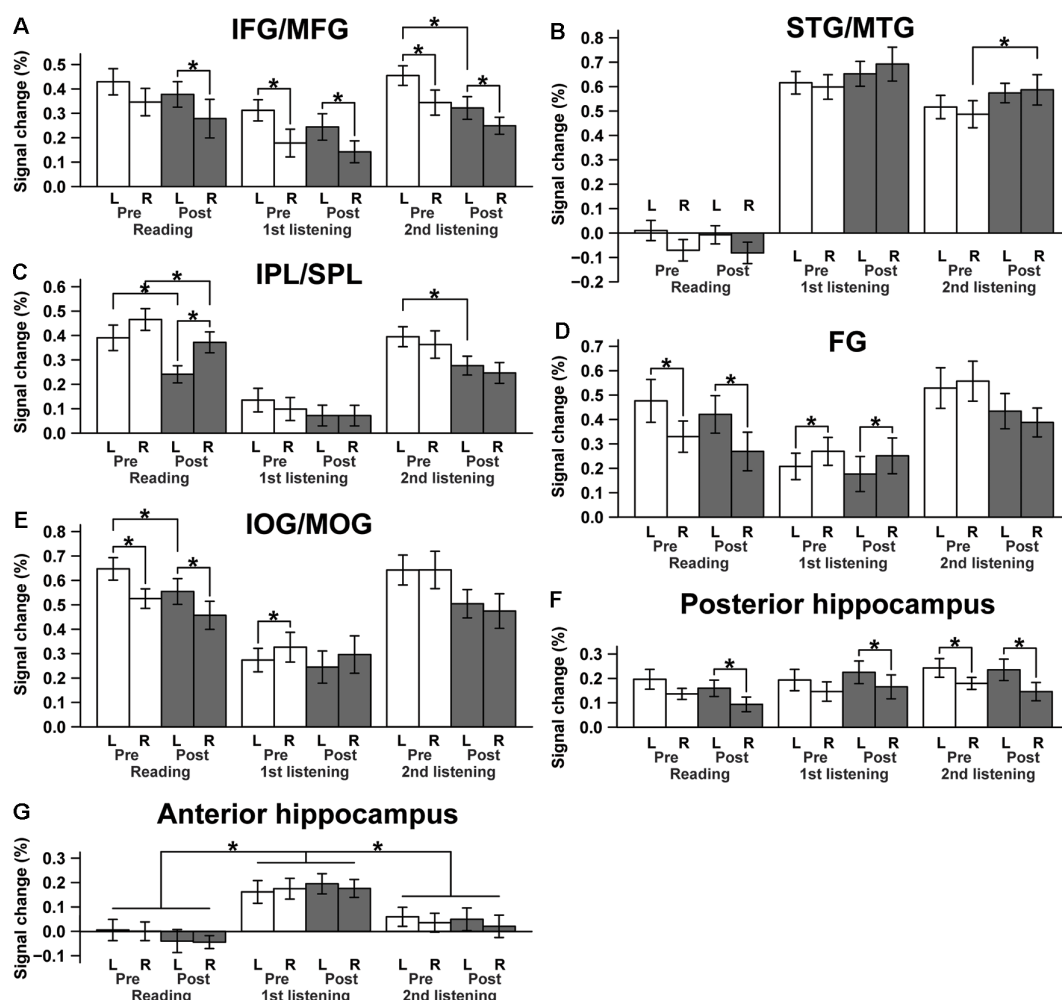 A
IFG/MFG
Signal change (%)
0.5
0.4
0.3
0.2
0.1
0.0
* * * * * *
*
L R L R L R L R L R L R
Pre Post Pre Post Pre Post
Reading 1st listening 2nd listening
B
STG/MTG
Signal change (%)
0.8
0.7
0.6
0.5
0.4
0.3
0.2
0.1
0.0
−0.1
−0.2
*
L R L R
Pre Post
Reading
L R L R L R L R
Pre Post Pre Post
1st listening 2nd listening
C
IPL/SPL
Signal change (%)
0.6
0.5
0.4
0.3
0.2
0.1
0.0
* * * *
L R L R L R L R L R L R
Pre Post Pre Post Pre Post
Reading 1st listening 2nd listening
D
FG
Signal change (%)
0.7
0.6
0.5
0.4
0.3
0.2
0.1
0.0
* * * *
L R L R L R L R L R L R
Pre Post Pre Post Pre Post
Reading 1st listening 2nd listening
E
IOG/MOG
Signal change (%)
0.8
0.7
0.6
0.5
0.4
0.3
0.2
0.1
0.0
* * * *
L R L R L R L R L R L R
Pre Post Pre Post Pre Post
Reading 1st listening 2nd listening
F
Posterior hippocampus
Signal change (%)
0.3
0.2
0.1
0.0
* * * *
L R L R L R L R L R L R
Pre Post Pre Post Pre Post
Reading 1st listening 2nd listening
G
Anterior hippocampus
Signal change (%)
0.3
0.2
0.1
0.0
−0.1
* *
L R L R L R L R L R L R
Pre Post Pre Post Pre Post
Reading 1st listening 2nd listening